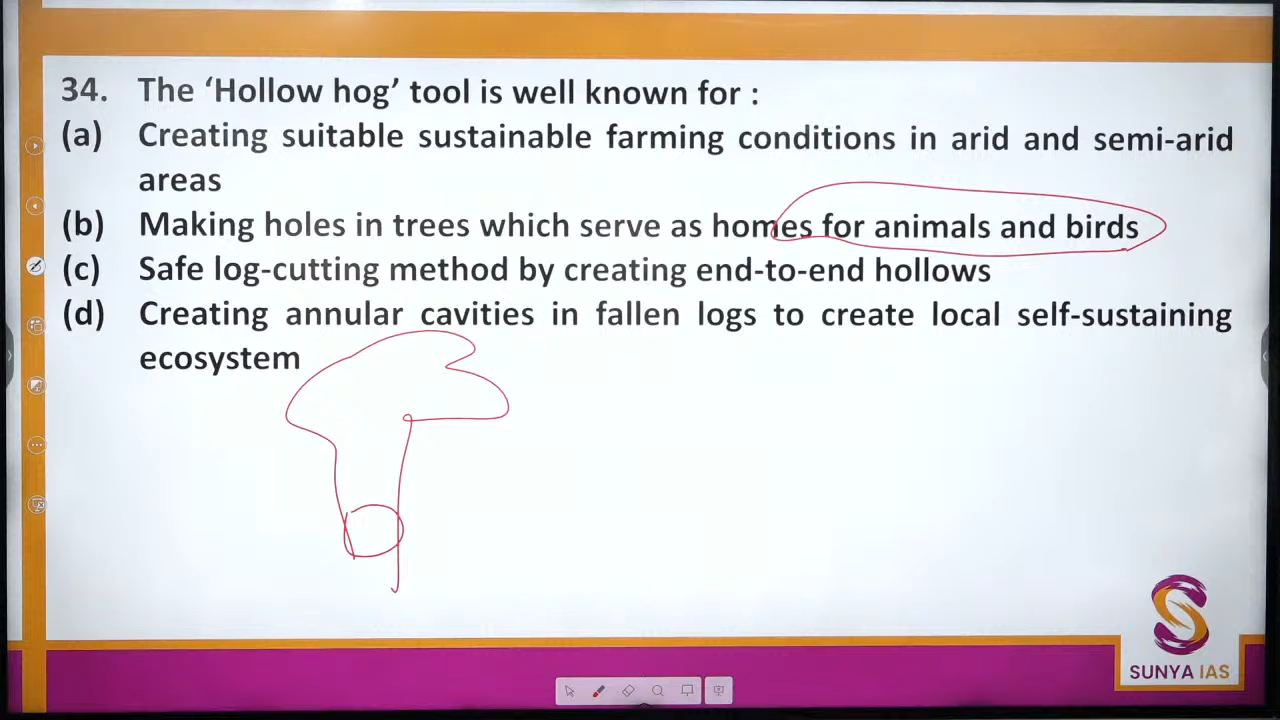 34. The ‘Hollow hog’ tool is well known for :
(a) Creating suitable sustainable farming conditions in arid and semi-arid
areas
(b) Making holes in trees which serve as homes for animals and birds
(c) Safe log-cutting method by creating end-to-end hollows
(d) Creating annular cavities in fallen logs to create local self-sustaining
ecosystem
SUNYA IAS